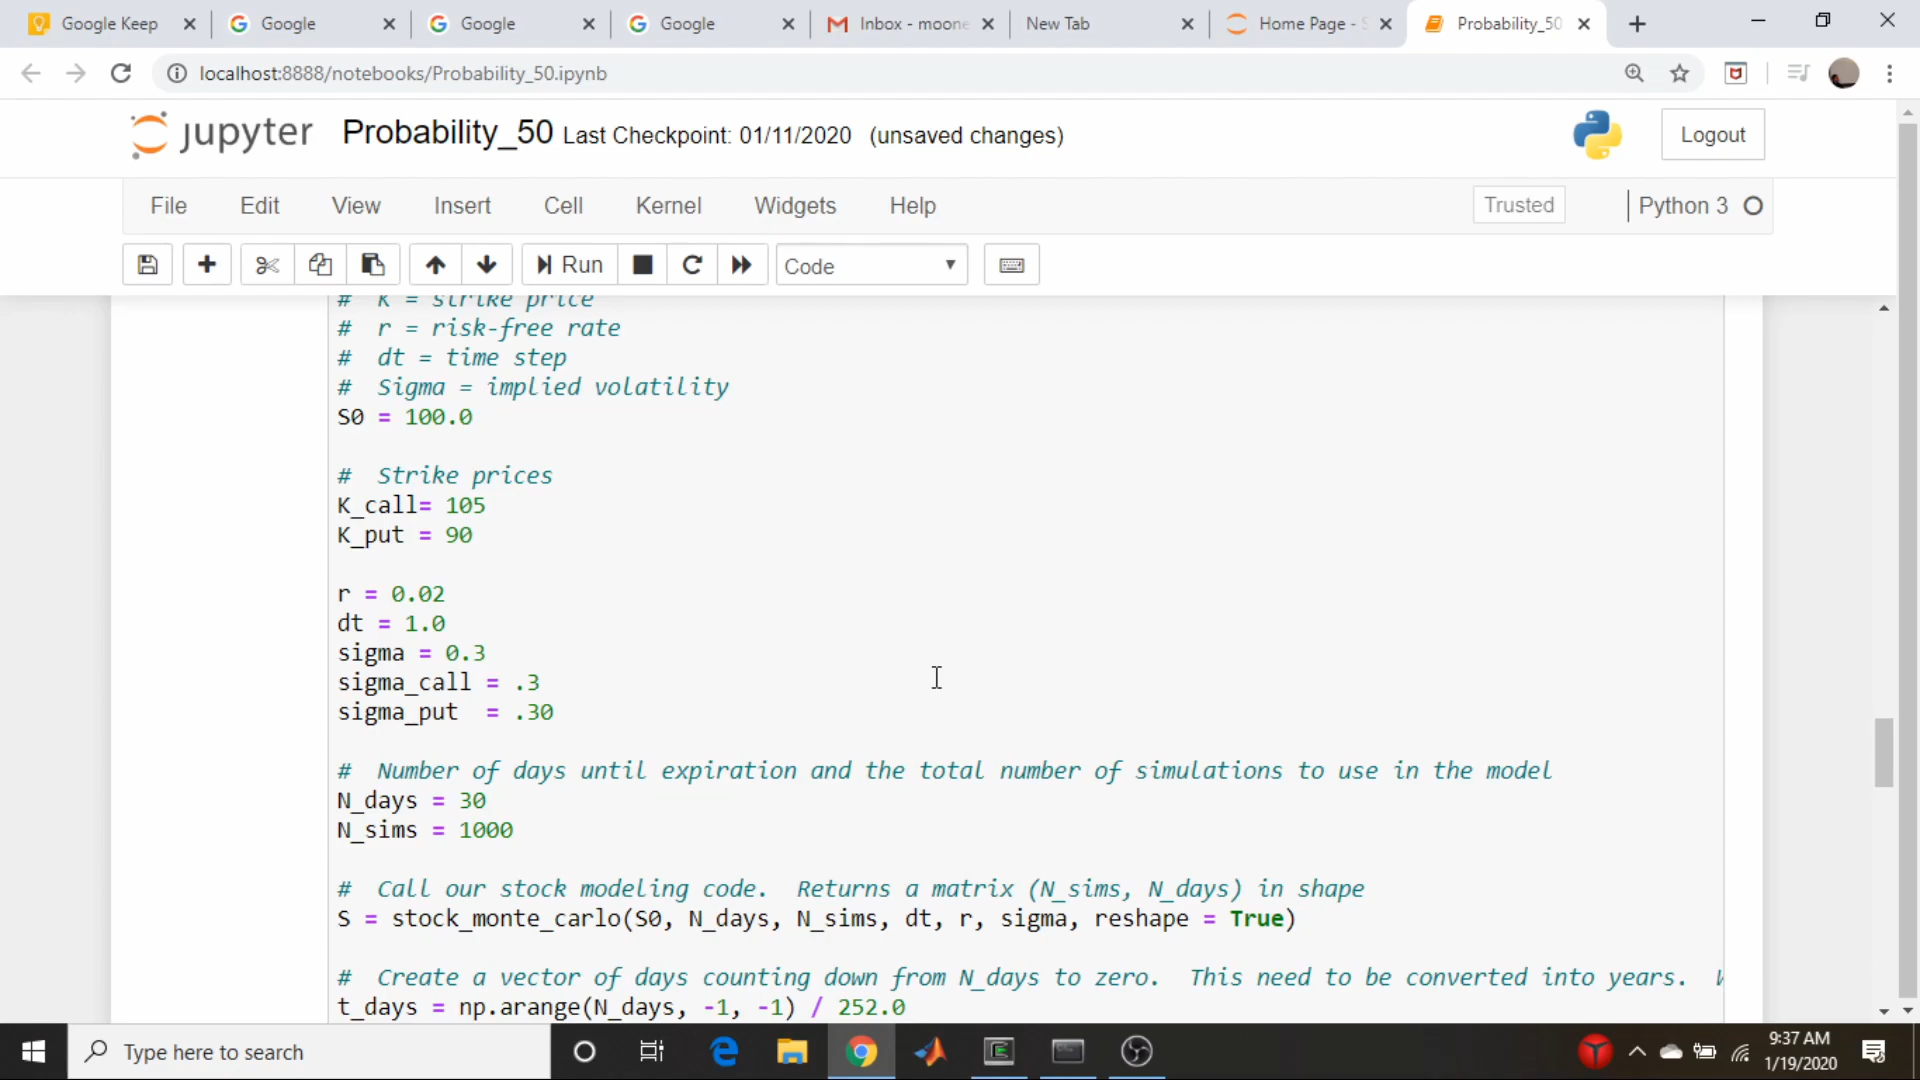 Google Keep
Google
Google
Google
Inbox - moone
New Tab
Home Page - S
Probability_50
localhost:8888/notebooks/Probability_50.ipynb
jupyter Probability_50 Last Checkpoint: 01/11/2020 (unsaved changes)
Logout
File Edit View Insert Cell Kernel Widgets Help
Trusted
Python 3
Run
Code
# K = strike price
# r = risk-free rate
# dt = time step
# Sigma = implied volatility
S0 = 100.0
# Strike prices
K_call= 105
K_put = 90
r = 0.02
dt = 1.0
sigma = 0.3
sigma_call = .3
sigma_put = .30
# Number of days until expiration and the total number of simulations to use in the model
N_days = 30
N_sims = 1000
# Call our stock modeling code. Returns a matrix (N_sims, N_days) in shape
S = stock_monte_carlo(S0, N_days, N_sims, dt, r, sigma, reshape = True)
# Create a vector of days counting down from N_days to zero. This need to be converted into years.
t_days = np.arange(N_days, -1, -1) / 252.0
Type here to search
9:37 AM
1/19/2020